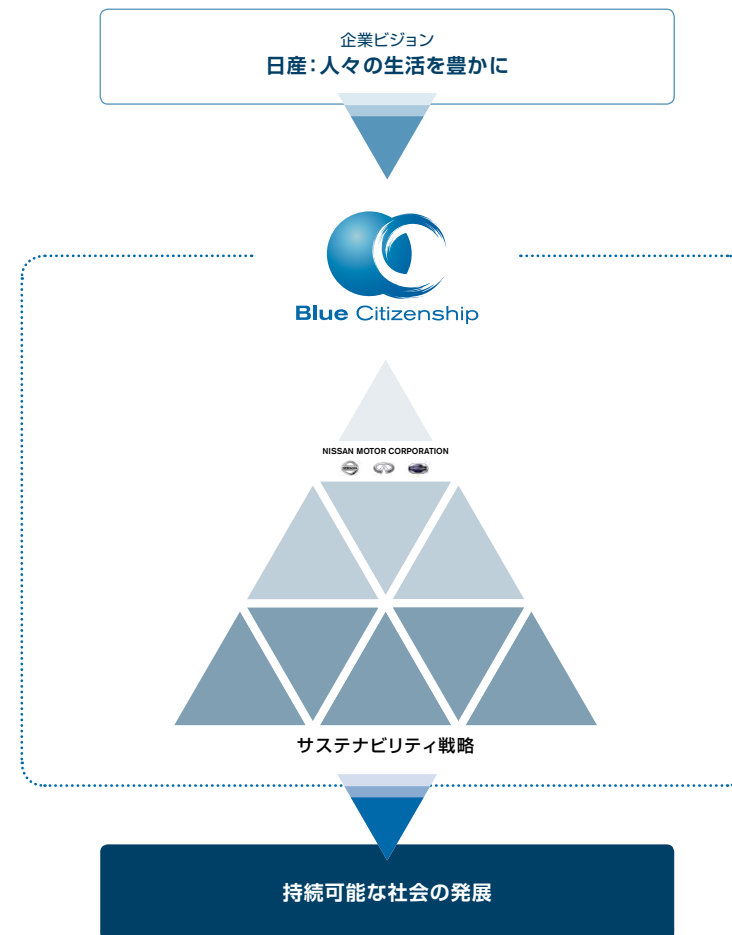 企業ビジョン
日産：人々の生活を豊かに
Blue Citizenship
NISSAN MOTOR CORPORATION
サステナビリティ戦略
持続可能な社会の発展